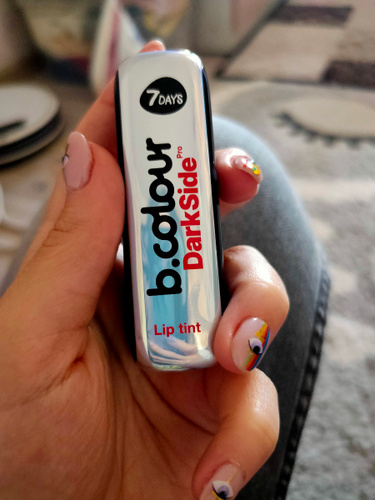 7DAYS
b.colour
DarkSide Pro
Lip tint